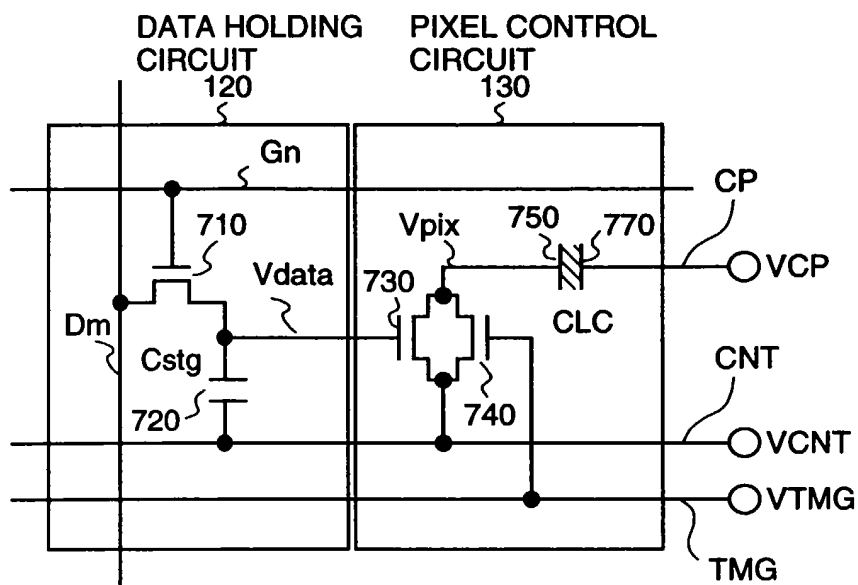 DATA HOLDING
CIRCUIT
120
PIXEL CONTROL
CIRCUIT
130
Gn
CP
710
Vpix
750
770
VCP
Vdata
730
CLC
Dm
Cstg
CNT
720
740
VCNT
VTMG
TMG